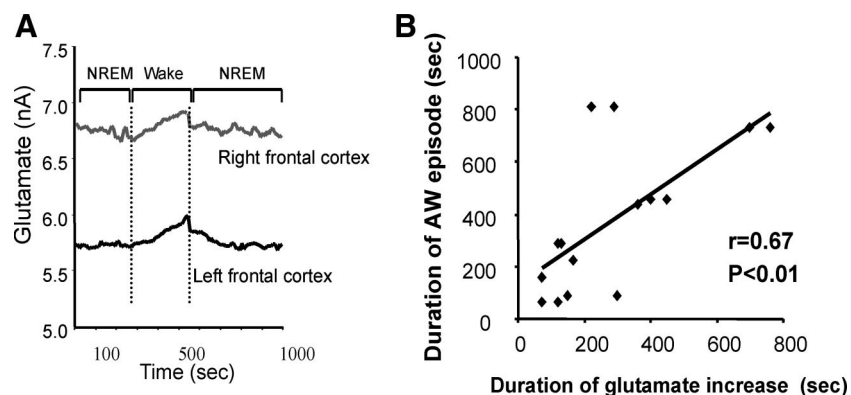 A
Glutamate (nA)
7.5
7.0
6.5
6.0
5.5
5.0
NREM Wake NREM
Right frontal cortex
Left frontal cortex
100 500 1000
Time (sec)
B
Duration of AW episode (sec)
1000
800
600
400
200
0
r=0.67
P<0.01
0 200 400 600 800
Duration of glutamate increase (sec)